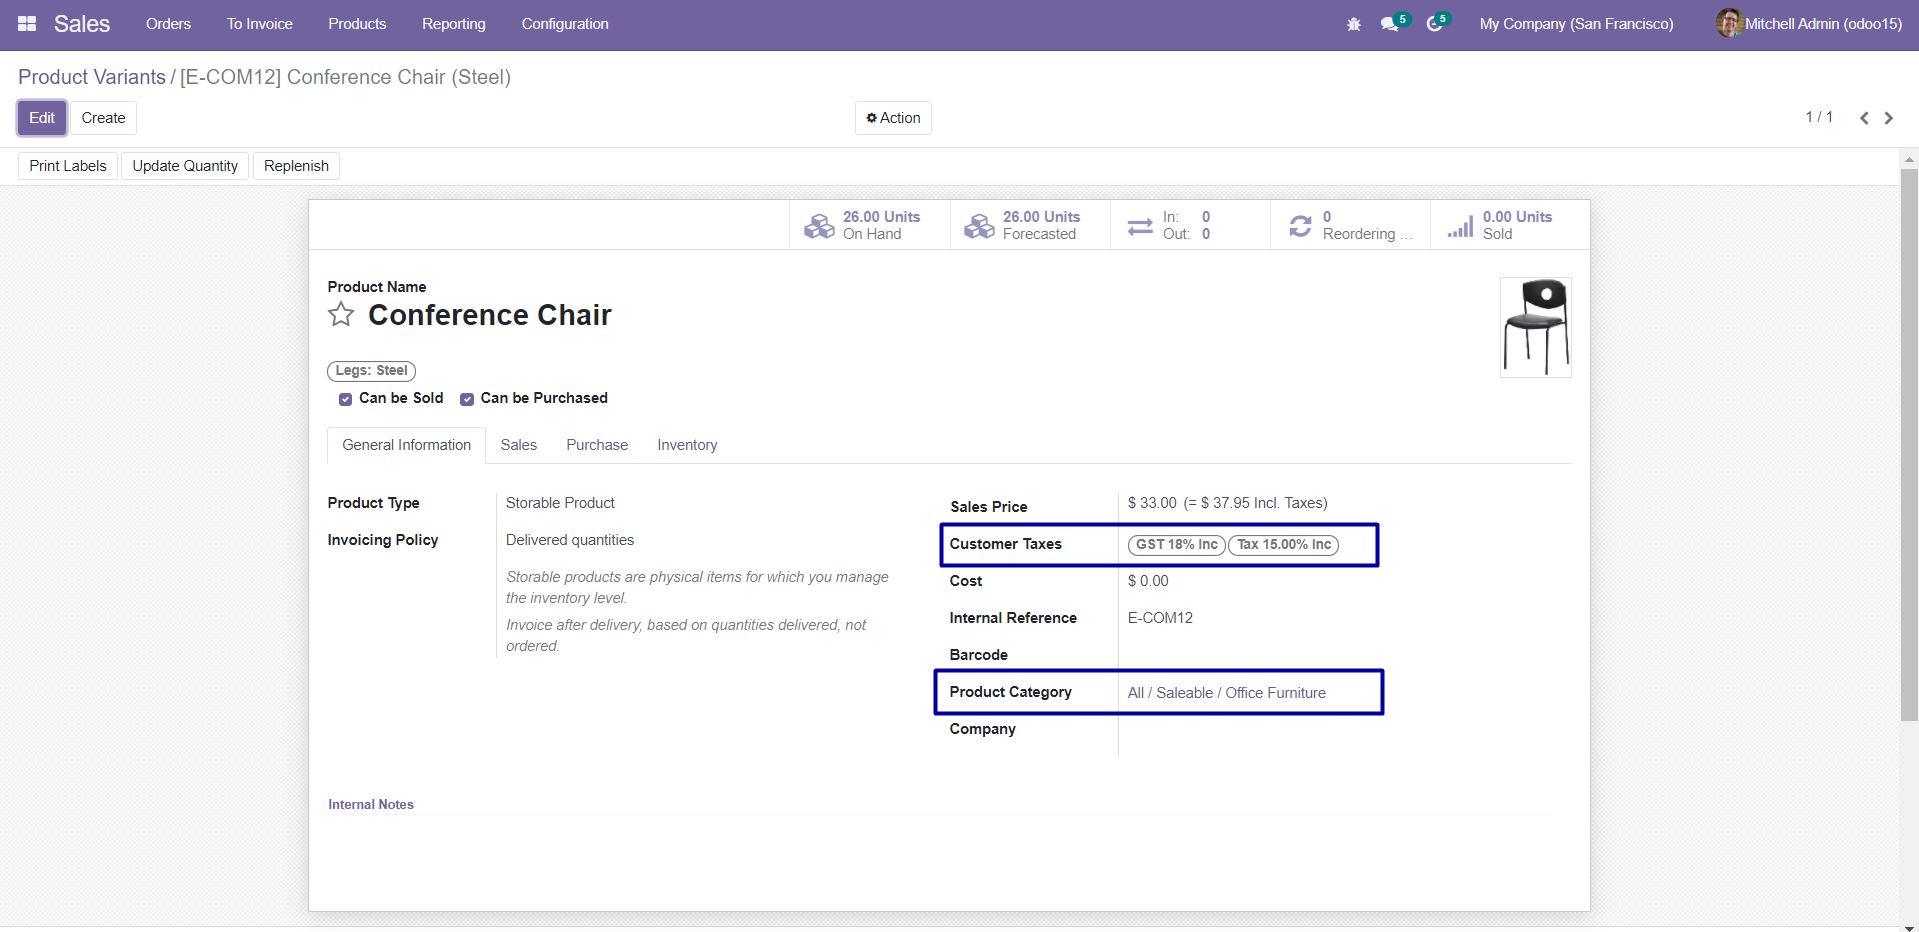 Sales Orders To Invoice Products Reporting Configuration 5 5 My Company (San Francisco) Mitchell Admin (odoo15)
Product Variants / [E-COM12] Conference Chair (Steel)
Edit Create Action 1 / 1
Print Labels Update Quantity Replenish
26.00 Units On Hand
26.00 Units Forecasted
In: 0
Out: 0
0 Reordering ...
0.00 Units Sold
Product Name
Conference Chair
Legs: Steel
Can be Sold Can be Purchased
General Information Sales Purchase Inventory
Product Type Storable Product
Invoicing Policy Delivered quantities
Storable products are physical items for which you manage
the inventory level.
Invoice after delivery, based on quantities delivered, not
ordered.
Sales Price $ 33.00 (= $ 37.95 Incl. Taxes)
Customer Taxes GST 18% Inc Tax 15.00% Inc
Cost $ 0.00
Internal Reference E-COM12
Barcode
Product Category All / Saleable / Office Furniture
Company
Internal Notes